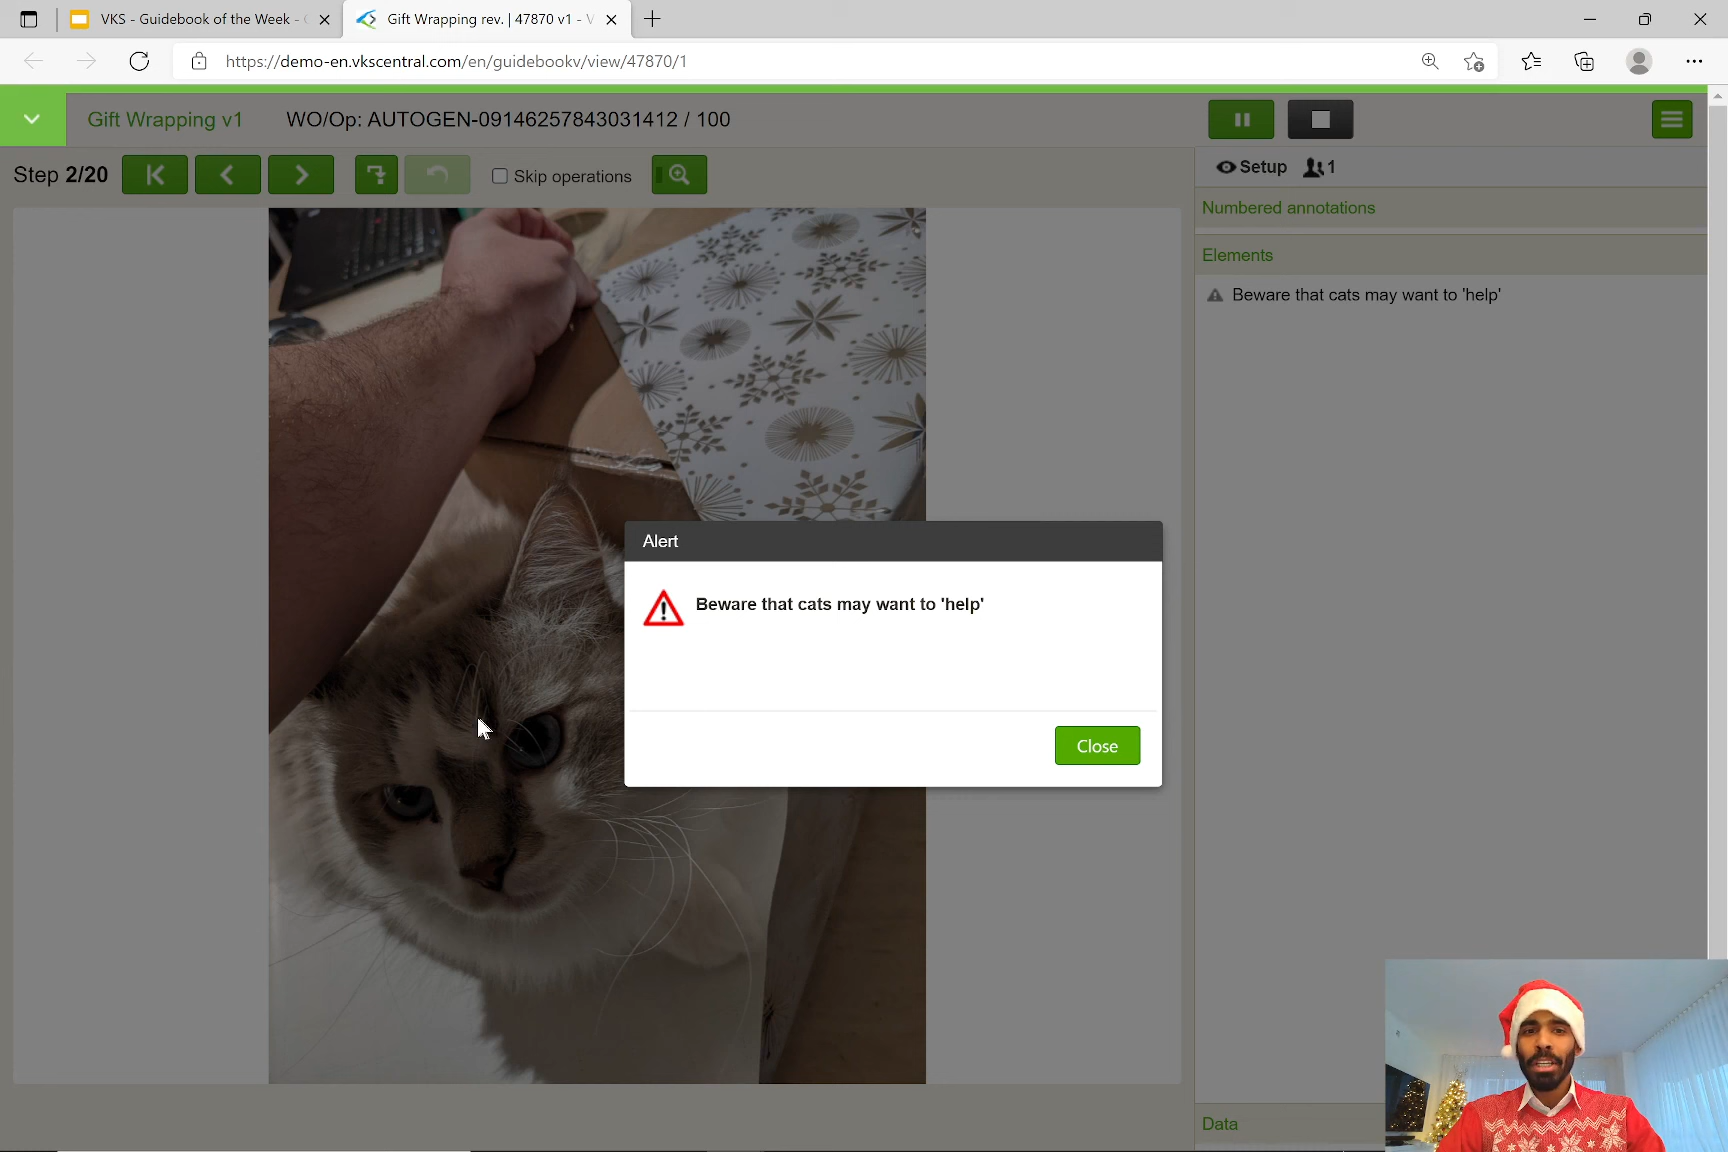 VKS - Guidebook of the Week -
Gift Wrapping rev. | 47870 v1 - V
https://demo-en.vkscentral.com/en/guidebookv/view/47870/1
Gift Wrapping v1 WO/Op: AUTOGEN-09146257843031412 / 100
Step 2/20 Skip operations
Setup 1
Numbered annotations
Elements
Beware that cats may want to 'help'
Alert
Beware that cats may want to 'help'
Close
Data